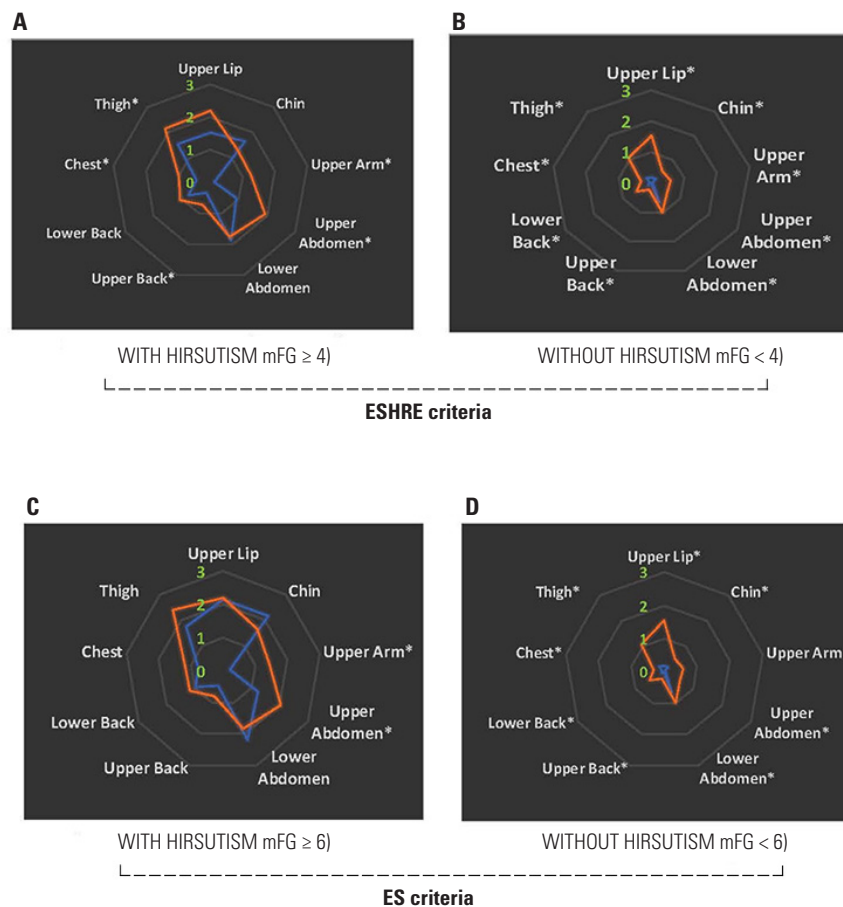 A
Upper Lip
3
Thigh*
Chin
2
1
Chest*
Upper Arm*
0
Lower Back
Upper
Abdomen*
Upper Back*
Lower
Abdomen
WITH HIRSUTISM mFG ≥ 4)
B
Upper Lip*
3
Thigh*
Chin*
2
1
Chest*
Upper
Arm*
0
Lower
Back*
Upper
Abdomen*
Upper
Back*
Lower
Abdomen*
WITHOUT HIRSUTISM mFG < 4)
ESHRE criteria
C
Upper Lip
3
Thigh
Chin
2
1
Chest
Upper Arm*
0
Lower Back
Upper
Abdomen*
Upper Back
Lower
Abdomen
WITH HIRSUTISM mFG ≥ 6)
D
Upper Lip*
3
Thigh*
Chin*
2
1
Chest*
Upper Arm
0
Lower Back*
Upper
Abdomen*
Upper Back*
Lower
Abdomen*
WITHOUT HIRSUTISM mFG < 6)
ES criteria